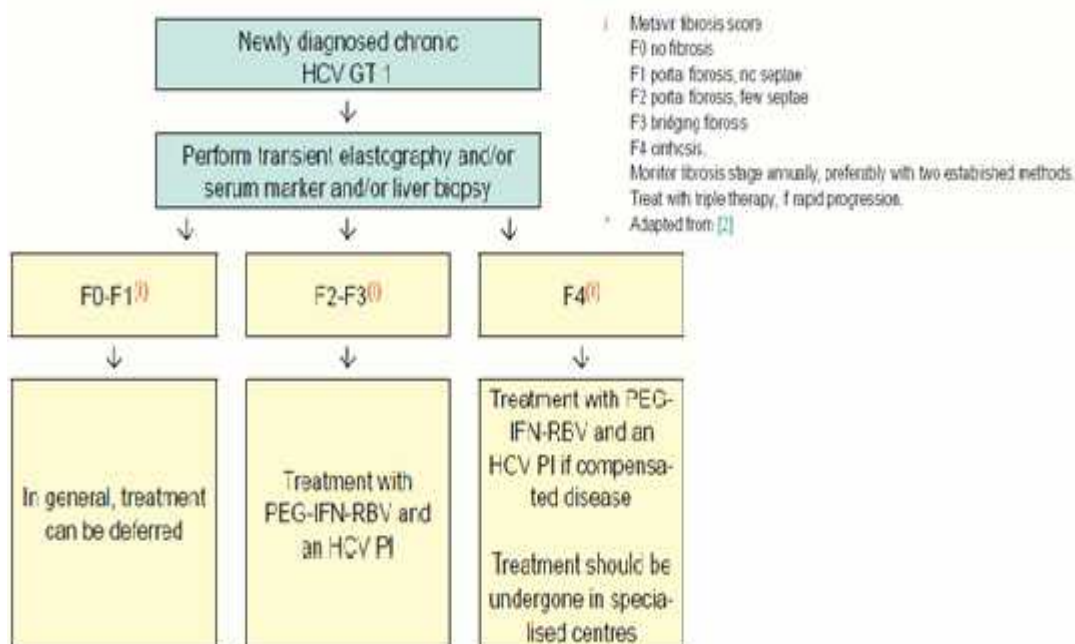 Newly diagnosed chronic
HCV GT 1
Perform transient elastography and/or
serum marker and/or liver biopsy
F0-F1(i)
F2-F3(i)
F4(i)
In general, treatment
can be deferred
Treatment with
PEG-IFN-RBV and
an HCV PI
Treatment with PEG-
IFN-RBV and an
HCV PI if compensa-
ted disease
Treatment should be
undergone in specia-
lised centres
i Metavir fibrosis score
F0 no fibrosis
F1 portal fibrosis, no septae
F2 portal fibrosis, few septae
F3 bridging fibrosis
F4 cirrhosis.
Monitor fibrosis stage annually, preferably with two established methods.
Treat with triple therapy, if rapid progression.
* Adapted from [2]